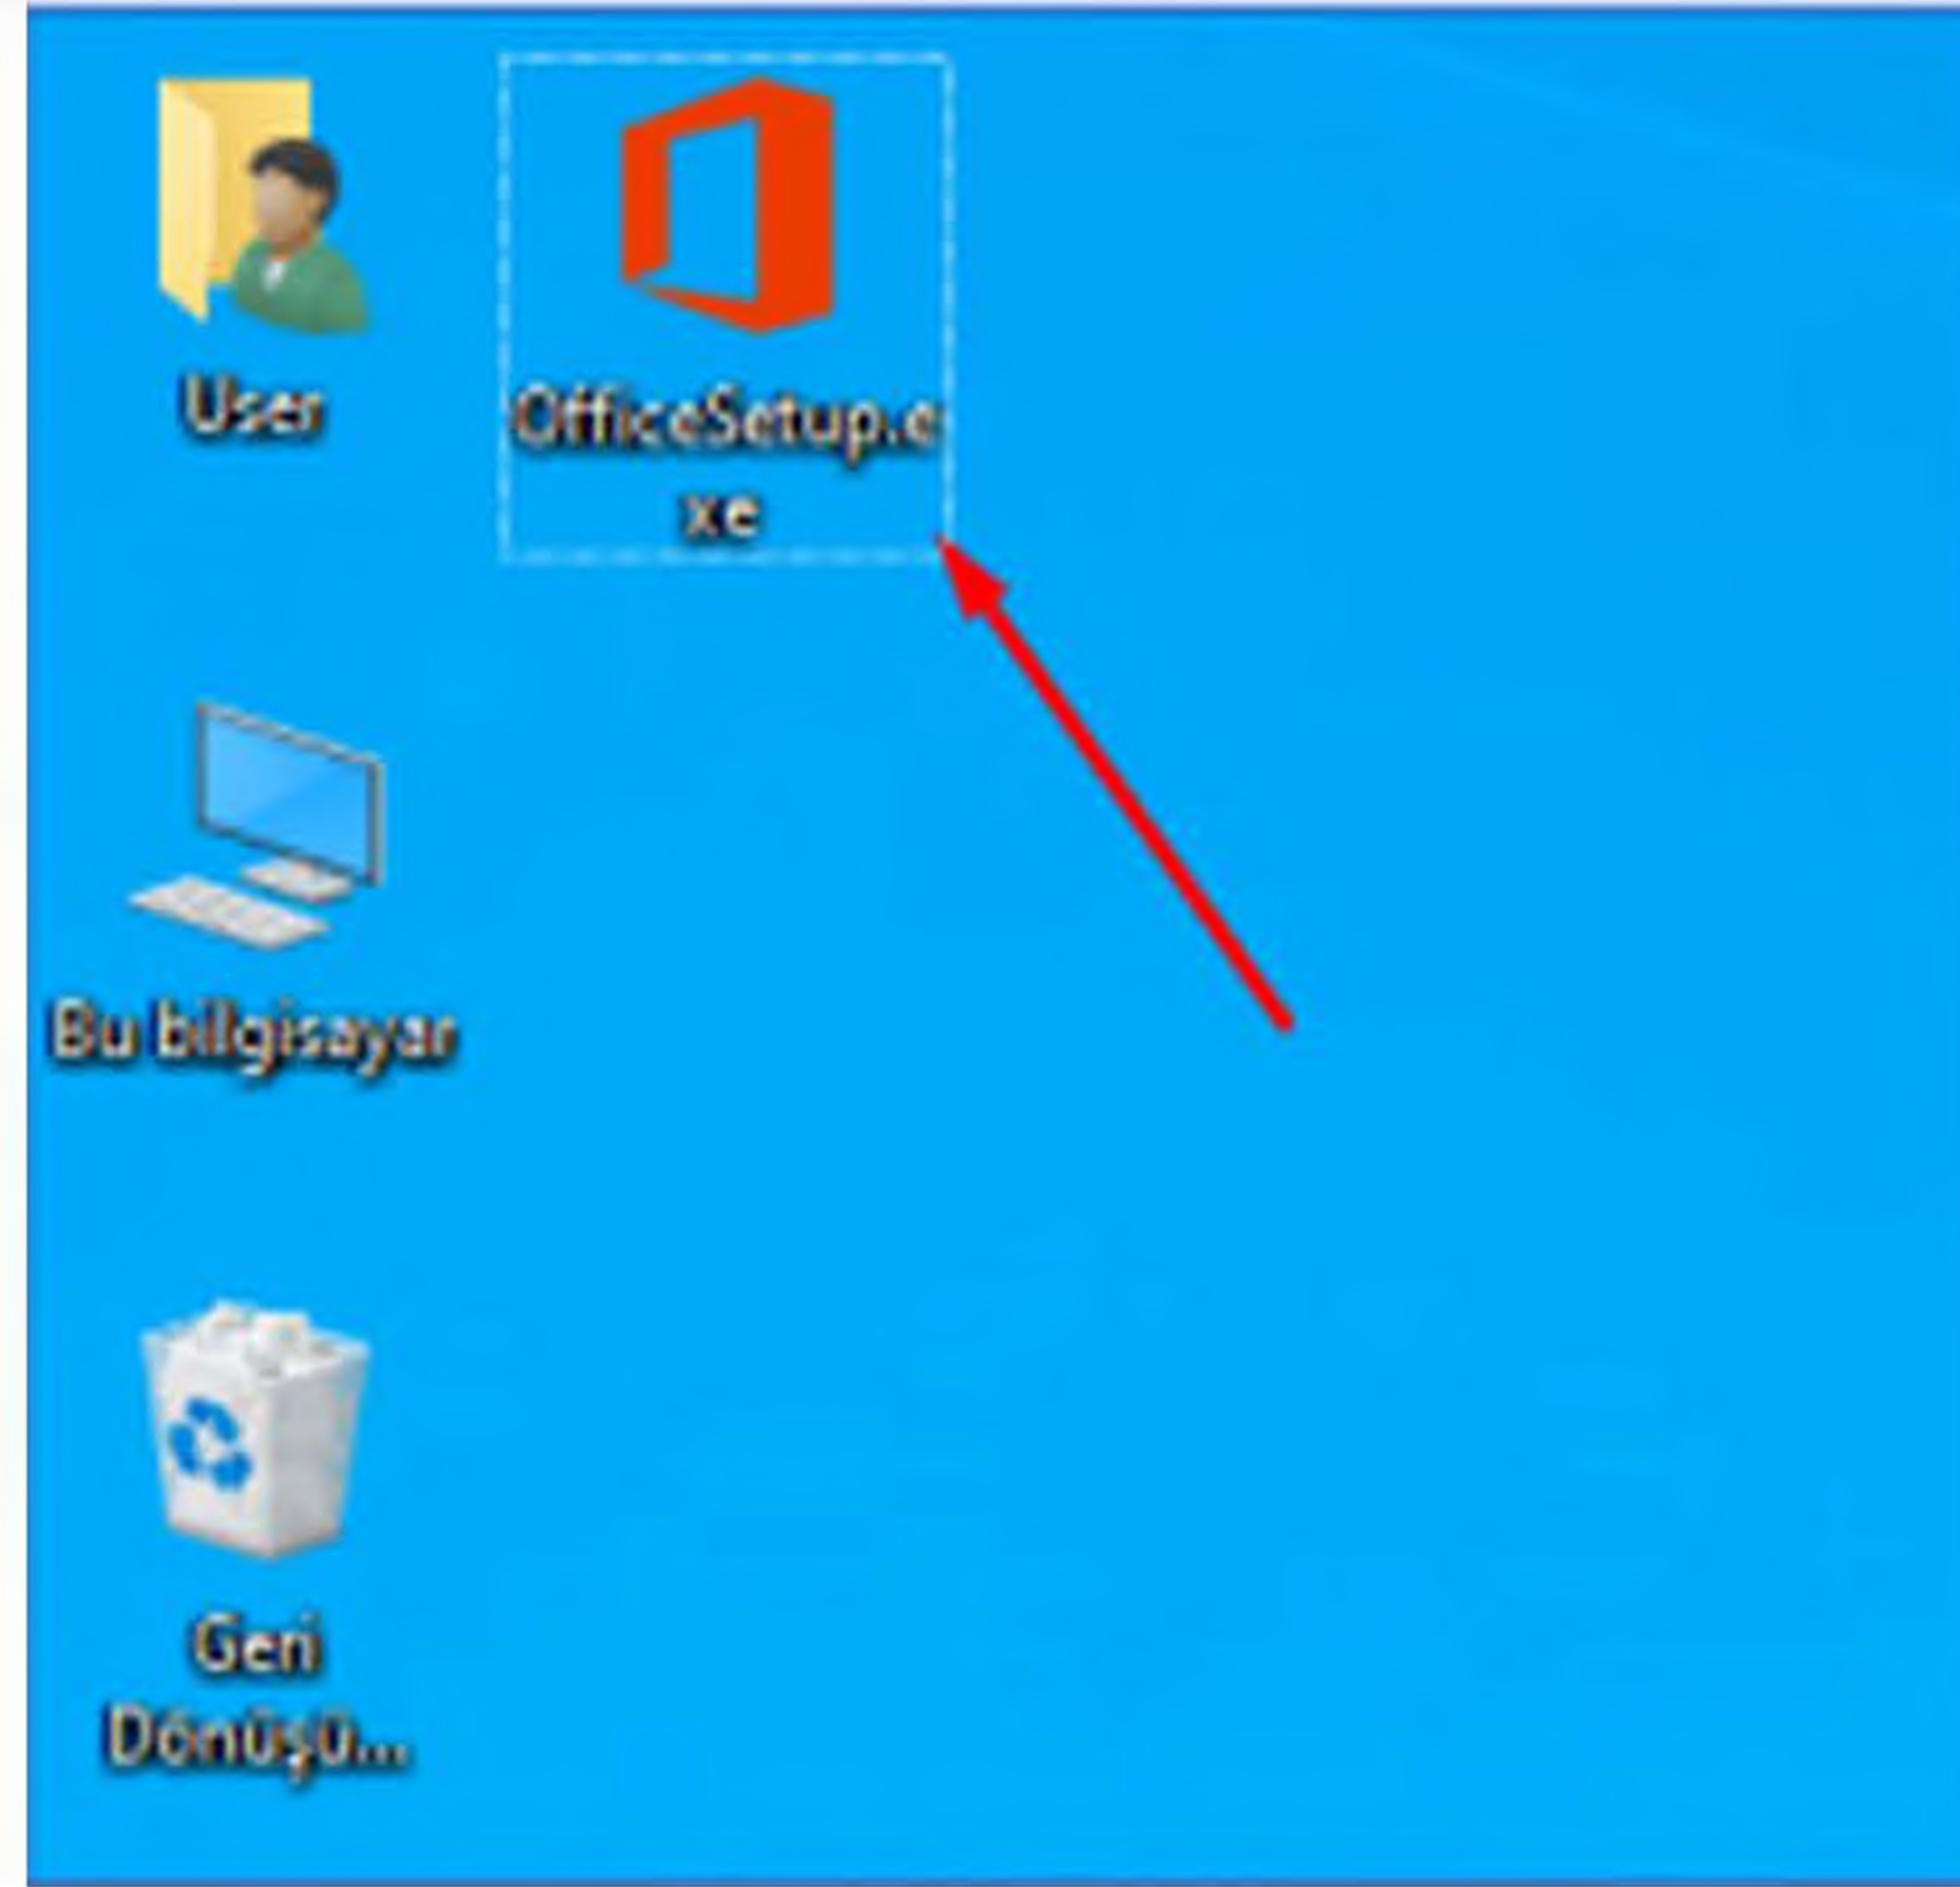 User
OfficeSetup.e
xe
Bu bilgisayar
Geri
Dönüşü...